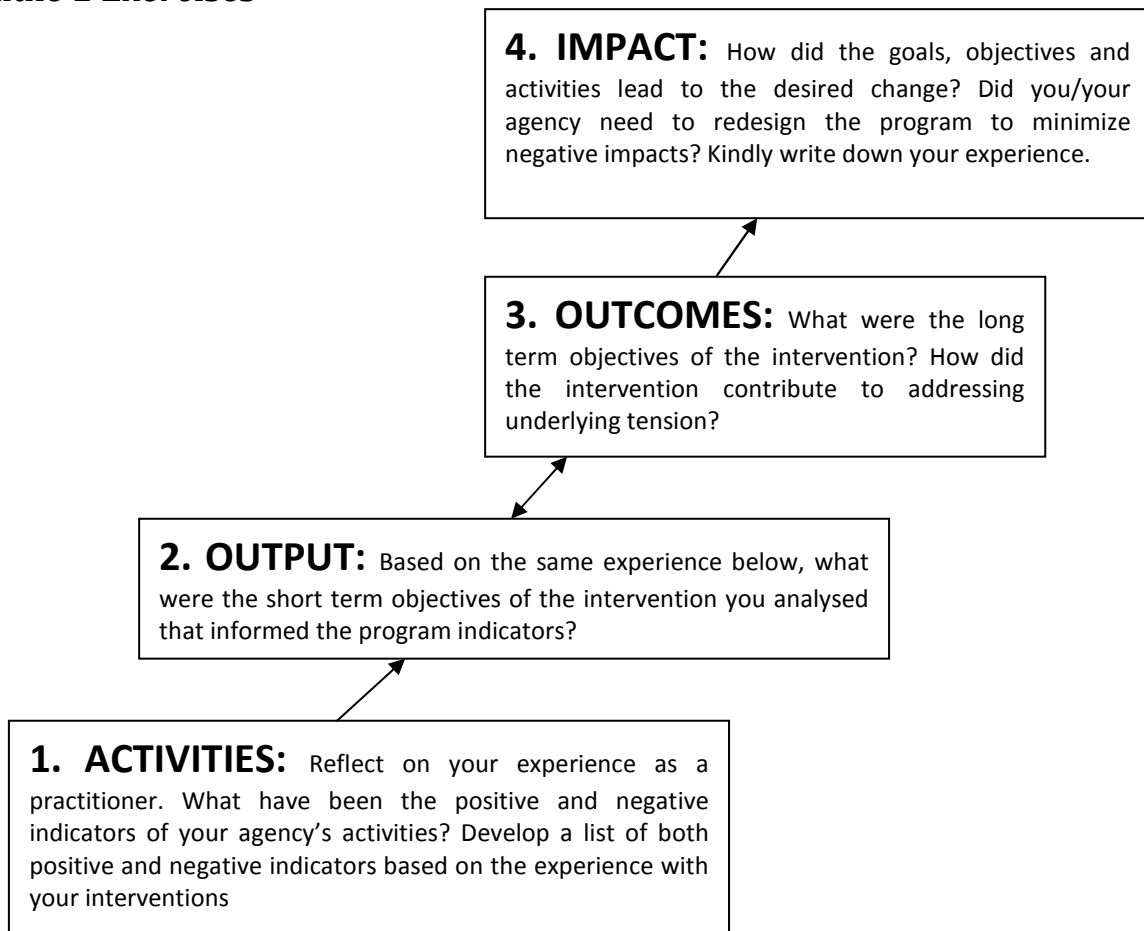 4. IMPACT: How did the goals, objectives and
activities lead to the desired change? Did you/your
agency need to redesign the program to minimize
negative impacts? Kindly write down your experience.
3. OUTCOMES: What were the long
term objectives of the intervention? How did
the intervention contribute to addressing
underlying tension?
2. OUTPUT: Based on the same experience below, what
were the short term objectives of the intervention you analysed
that informed the program indicators?
1. ACTIVITIES: Reflect on your experience as a
practitioner. What have been the positive and negative
indicators of your agency's activities? Develop a list of both
positive and negative indicators based on the experience with
your interventions